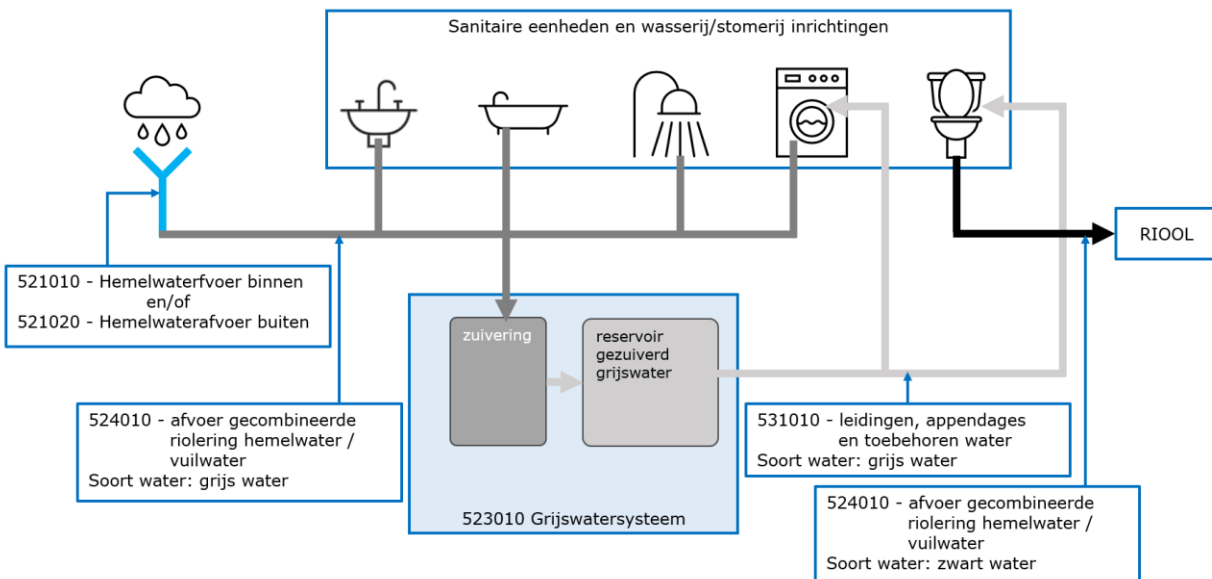 Sanitaire eenheden en wasserij/stomerij inrichtingen
RIOOL
521010 - Hemelwaterfvoer binnen
en/of
521020 - Hemelwaterafvoer buiten
zuivering
reservoir
gezuiverd
grijswater
524010 - afvoer gecombineerde
riolering hemelwater /
vuilwater
Soort water: grijs water
523010 Grijswatersysteem
531010 - leidingen, appendages
en toebehoren water
Soort water: grijs water
524010 - afvoer gecombineerde
riolering hemelwater /
vuilwater
Soort water: zwart water